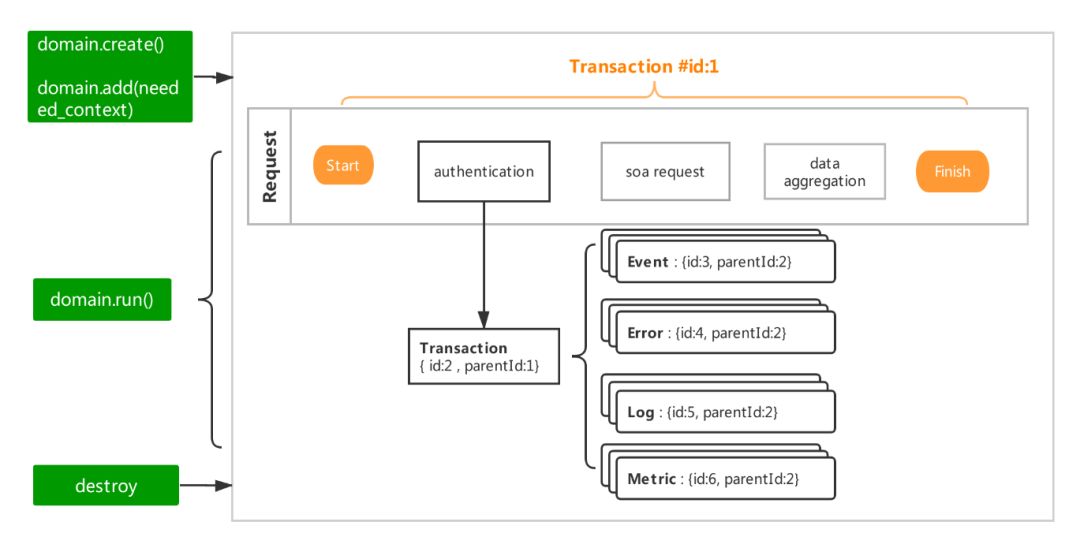 domain.create()
domain.add(need
ed_context)
Transaction #id:1
Request
Start
authentication
soa request
data
aggregation
Finish
domain.run()
Transaction
{ id:2 , parentId:1}
Event : {id:3, parentId:2}
Error : {id:4, parentId:2}
Log : {id:5, parentId:2}
Metric : {id:6, parentId:2}
destroy